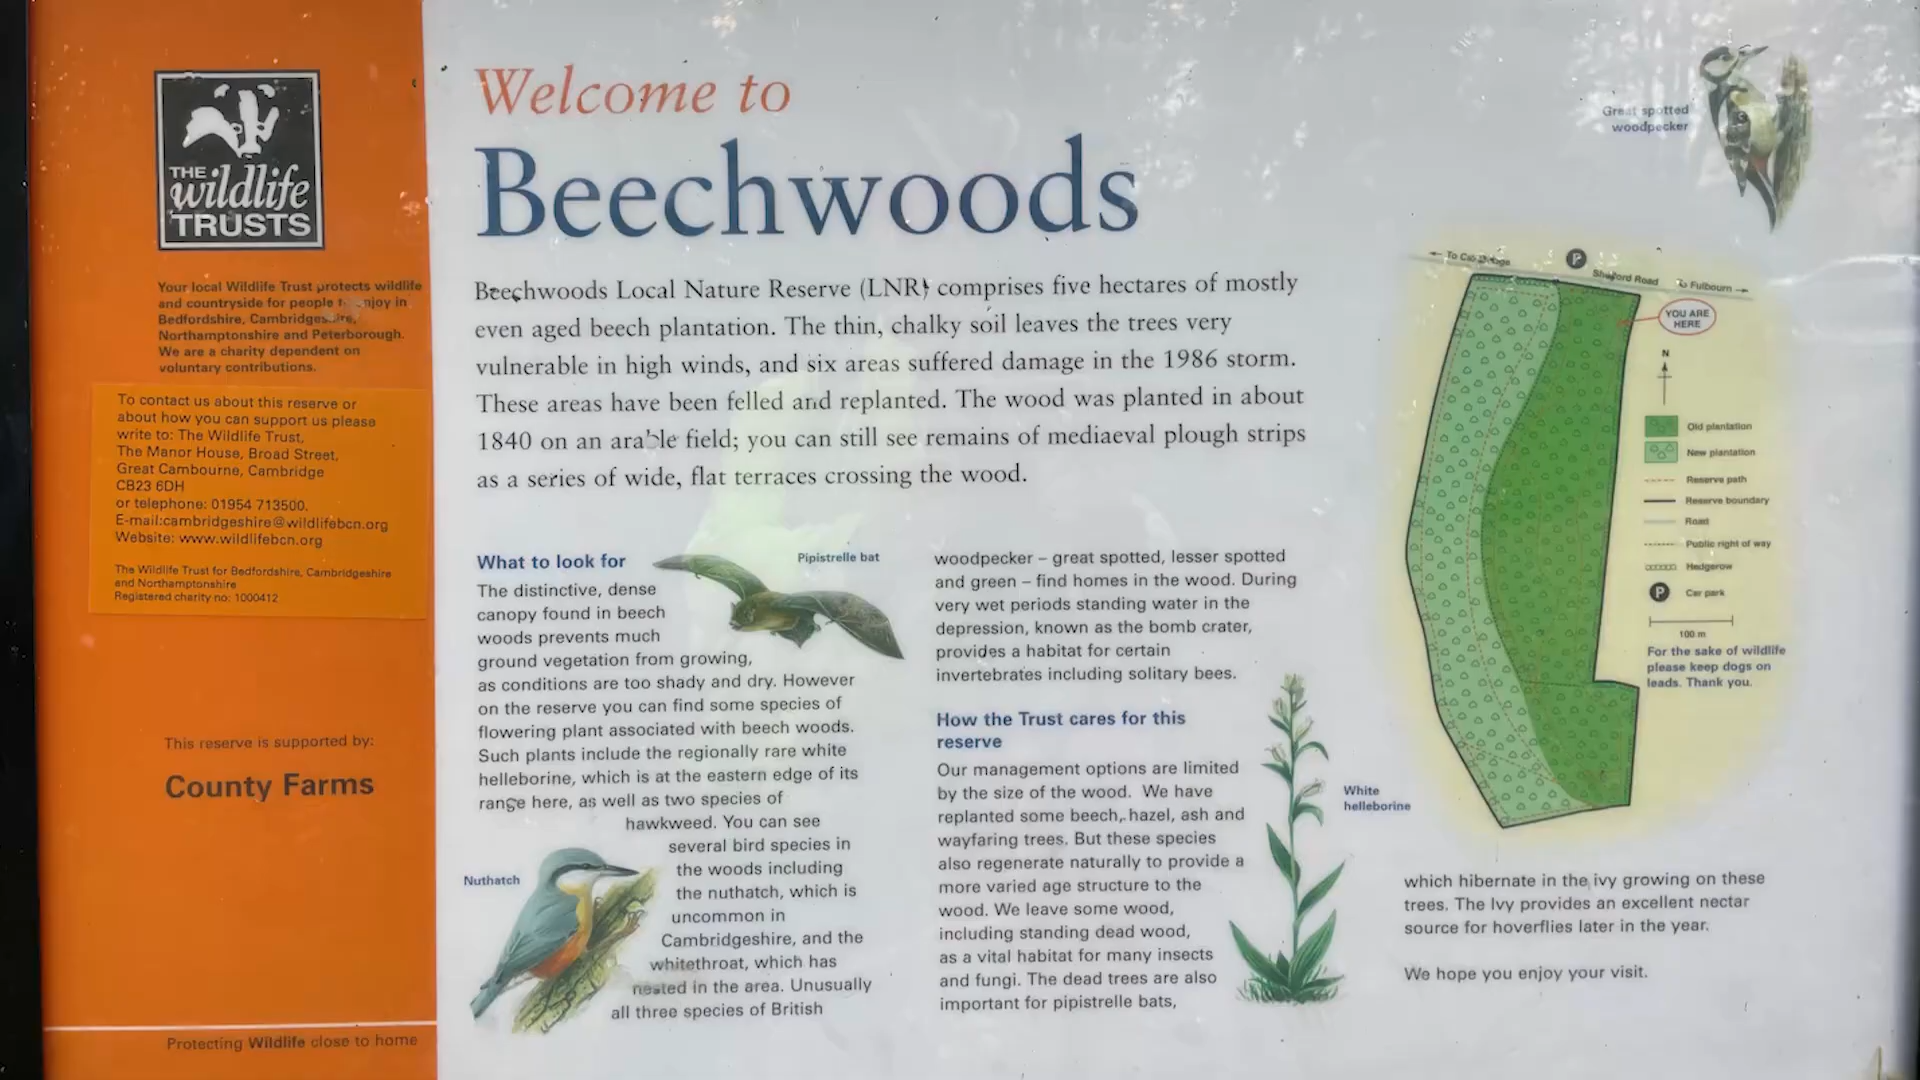 THE
wildlife
TRUSTS
Your local Wildlife Trust protects wildlife
and countryside for people to enjoy in
Bedfordshire, Cambridgeshire,
Northamptonshire and Peterborough.
We are a charity dependent on
voluntary contributions.
To contact us about this reserve or
about how you can support us please
write to: The Wildlife Trust,
The Manor House, Broad Street,
Great Cambourne, Cambridge
CB23 6DH
or telephone: 01954 713500,
E-mail:cambridgeshire@wildlifebcn.org
Website: www.wildlifebcn.org
The Wildlife Trust for Bedfordshire, Cambridgeshire
and Northamptonshire
Registered charity no: 1000412
This reserve is supported by:
County Farms
Protecting Wildlife close to home
Welcome to
Beechwoods
Beechwoods Local Nature Reserve (LNR) comprises five hectares of mostly
even aged beech plantation. The thin, chalky soil leaves the trees very
vulnerable in high winds, and six areas suffered damage in the 1986 storm.
These areas have been felled and replanted. The wood was planted in about
1840 on an arable field; you can still see remains of mediaeval plough strips
as a series of wide, flat terraces crossing the wood.
What to look for
Pipistrelle bat
The distinctive, dense
canopy found in beech
woods prevents much
ground vegetation from growing,
as conditions are too shady and dry. However
on the reserve you can find some species of
flowering plant associated with beech woods.
Such plants include the regionally rare white
helleborine, which is at the eastern edge of its
range here, as well as two species of
hawkweed. You can see
several bird species in
the woods including
the nuthatch, which is
uncommon in
Cambridgeshire, and the
whitethroat, which has
nested in the area. Unusually
all three species of British
Nuthatch
woodpecker – great spotted, lesser spotted
and green – find homes in the wood. During
very wet periods standing water in the
depression, known as the bomb crater,
provides a habitat for certain
invertebrates including solitary bees.
How the Trust cares for this
reserve
Our management options are limited
by the size of the wood. We have
replanted some beech, hazel, ash and
wayfaring trees. But these species
also regenerate naturally to provide a
more varied age structure to the
wood. We leave some wood,
including standing dead wood,
as a vital habitat for many insects
and fungi. The dead trees are also
important for pipistrelle bats,
White
helleborine
Great spotted
woodpecker
To Cambridge
P
Shelford Road
To Fulbourn
YOU ARE
HERE
N
Old plantation
New plantation
Reserve path
Reserve boundary
Road
Public right of way
Hedgerow
P Car park
100 m
For the sake of wildlife
please keep dogs on
leads. Thank you.
which hibernate in the ivy growing on these
trees. The Ivy provides an excellent nectar
source for hoverflies later in the year.
We hope you enjoy your visit.